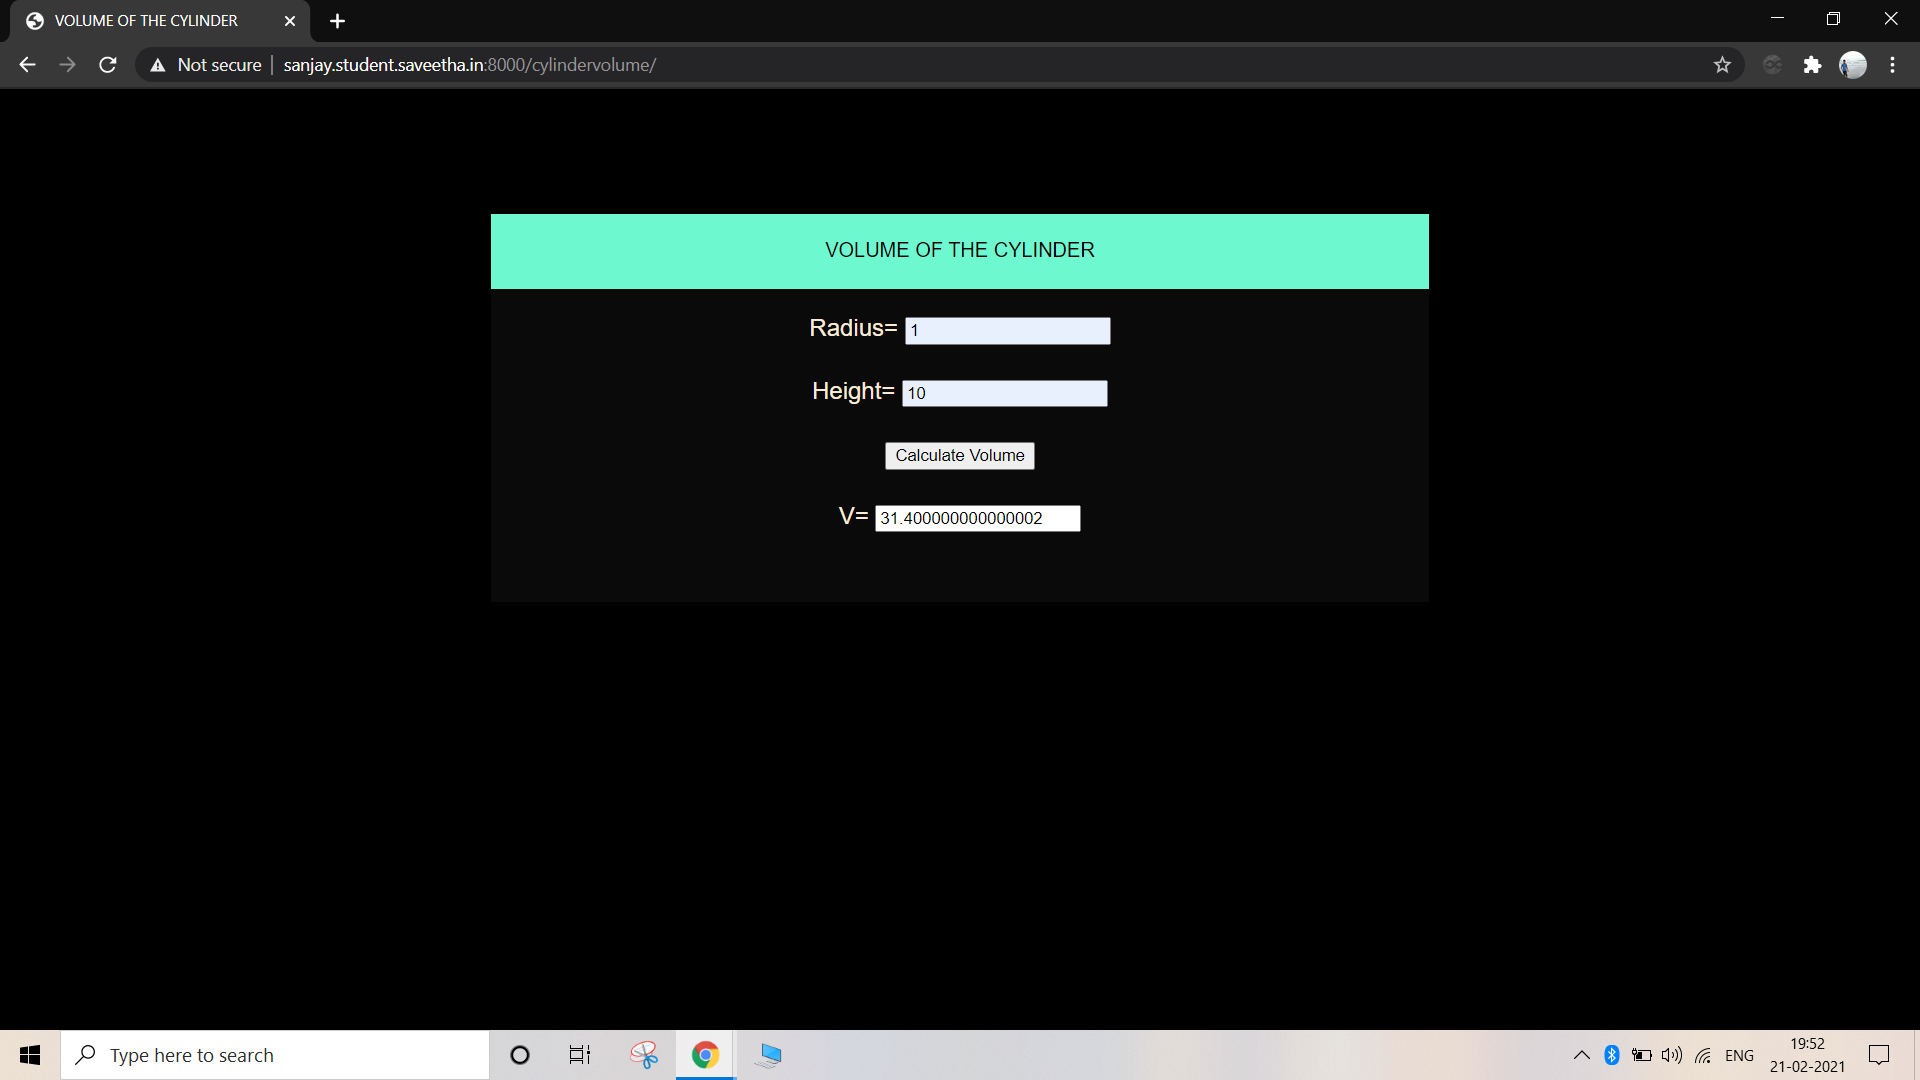 VOLUME OF THE CYLINDER
Not secure | sanjay.student.saveetha.in:8000/cylindervolume/
VOLUME OF THE CYLINDER
Radius= 1
Height= 10
Calculate Volume
V= 31.400000000000002
Type here to search
ENG
19:52
21-02-2021